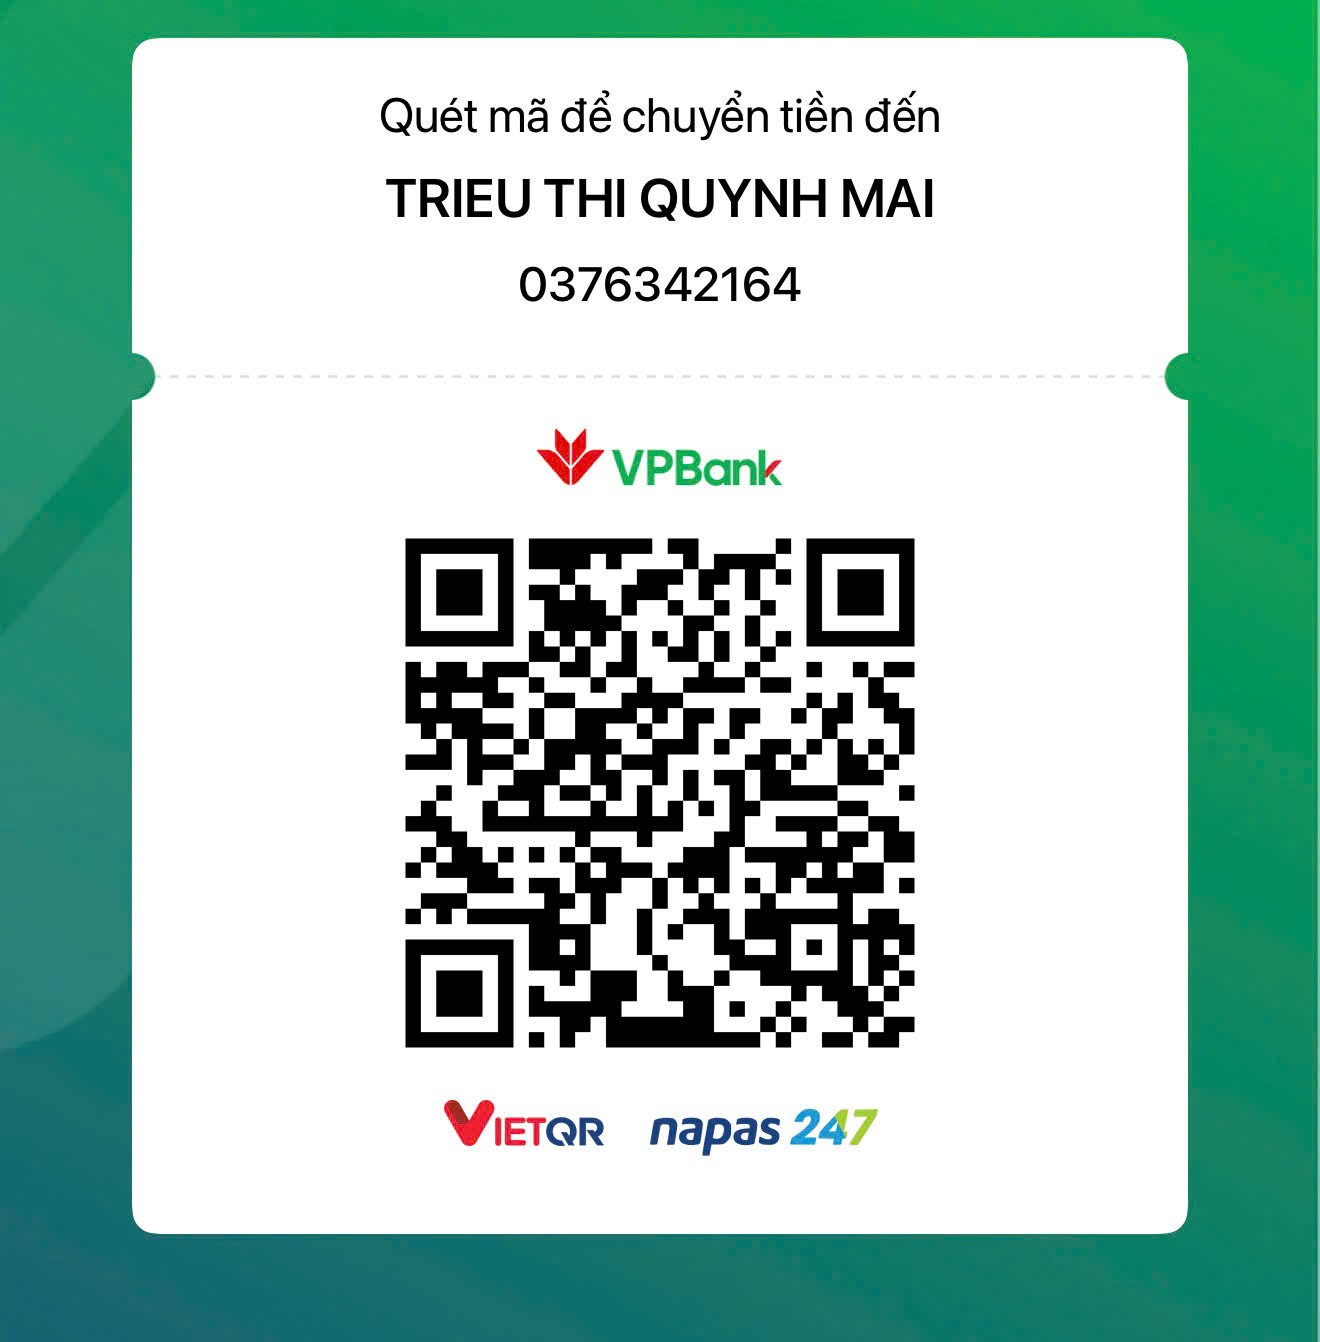 Quét mã để chuyển tiền đến
TRIEU THI QUYNH MAI
0376342164
VPBank
VIETQR napas 247